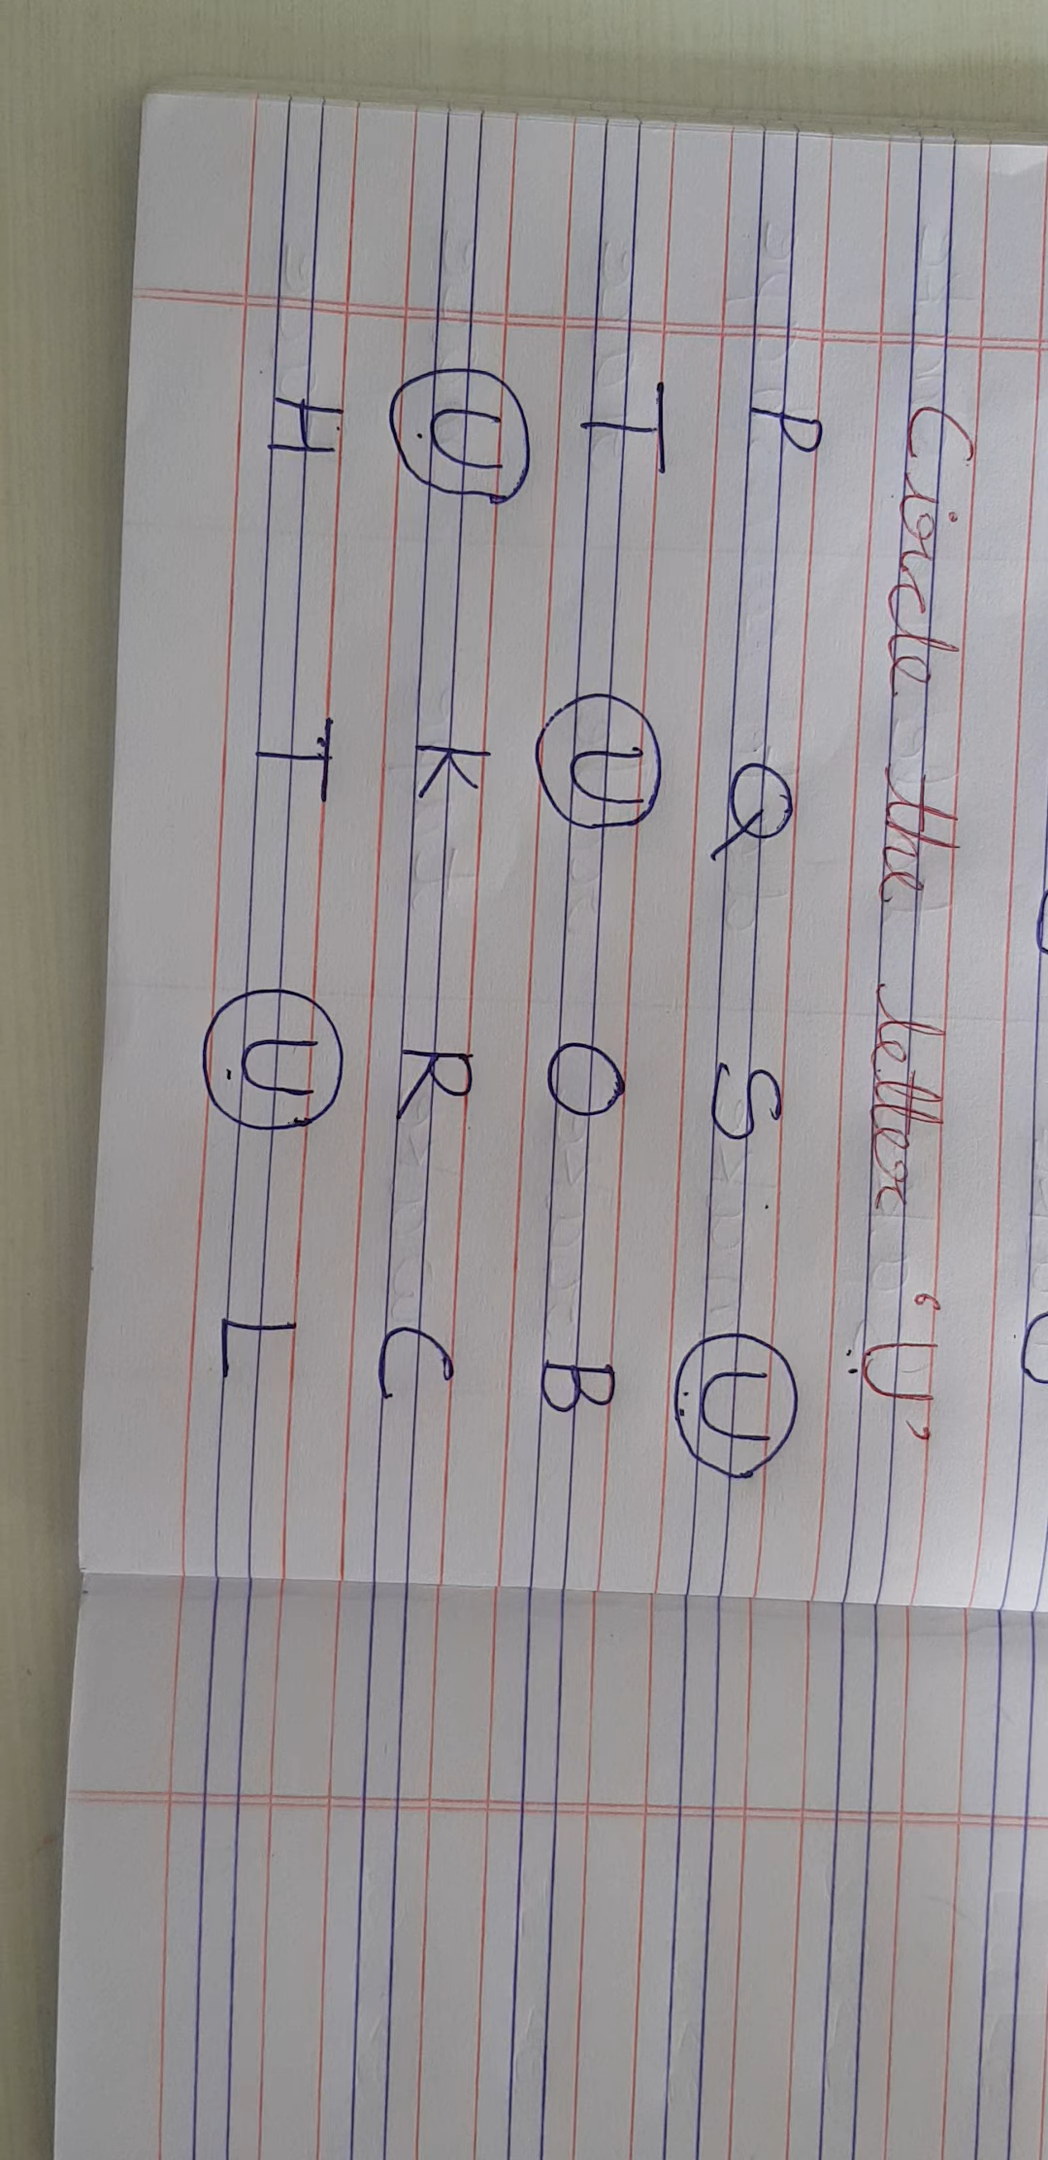 Circle the letter "U"
P Q S U
T U O B
U K R C
H T U L